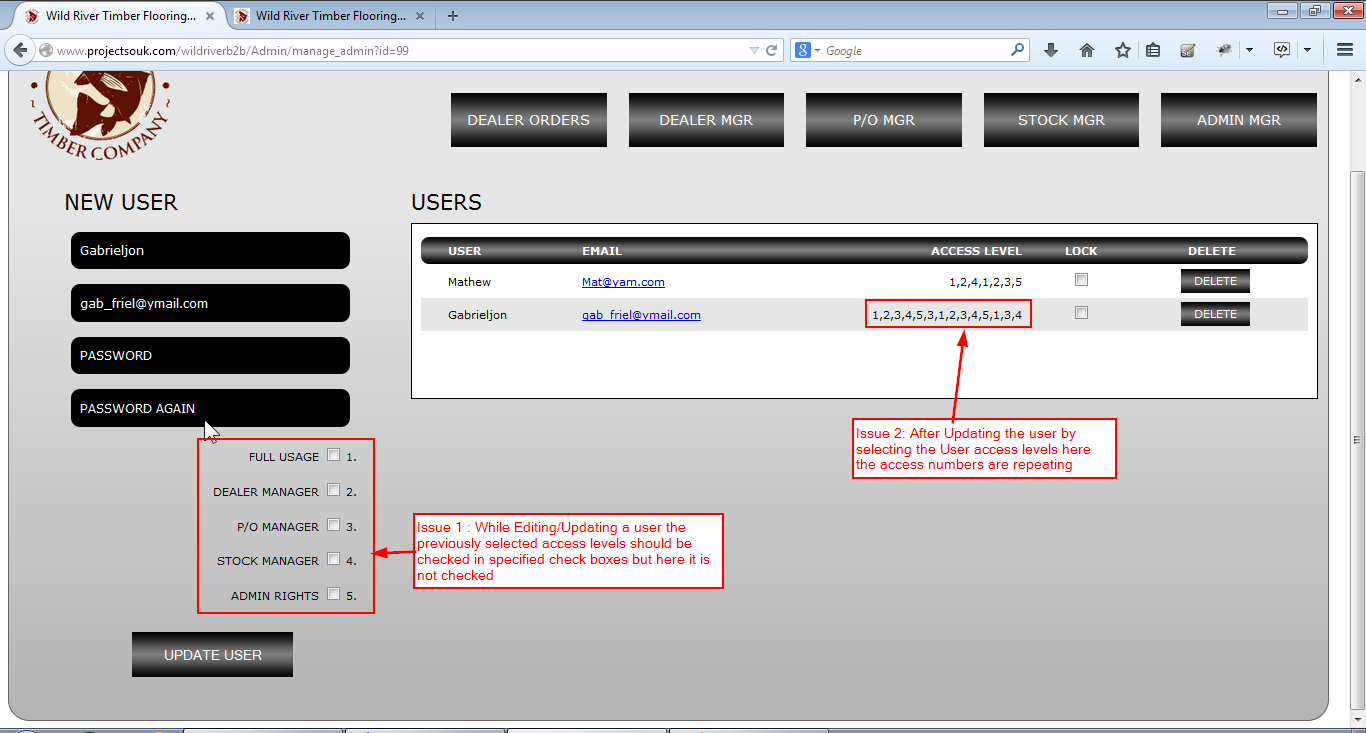 Wild River Timber Flooring...
Wild River Timber Flooring...
www.projectsouk.com/wildriverb2b/Admin/manage_admin?id=99
Google
TIMBER COMPANY
DEALER ORDERS
DEALER MGR
P/O MGR
STOCK MGR
ADMIN MGR
NEW USER
Gabrieljon
gab_friel@ymail.com
PASSWORD
PASSWORD AGAIN
FULL USAGE 1.
DEALER MANAGER 2.
P/O MANAGER 3.
STOCK MANAGER 4.
ADMIN RIGHTS 5.
UPDATE USER
USERS
USER EMAIL ACCESS LEVEL LOCK DELETE
Mathew Mat@yam.com 1,2,4,1,2,3,5 DELETE
Gabrieljon gab_friel@ymail.com 1,2,3,4,5,3,1,2,3,4,5,1,3,4 DELETE
Issue 2: After Updating the user by
selecting the User access levels here
the access numbers are repeating
Issue 1 : While Editing/Updating a user the
previously selected access levels should be
checked in specified check boxes but here it is
not checked